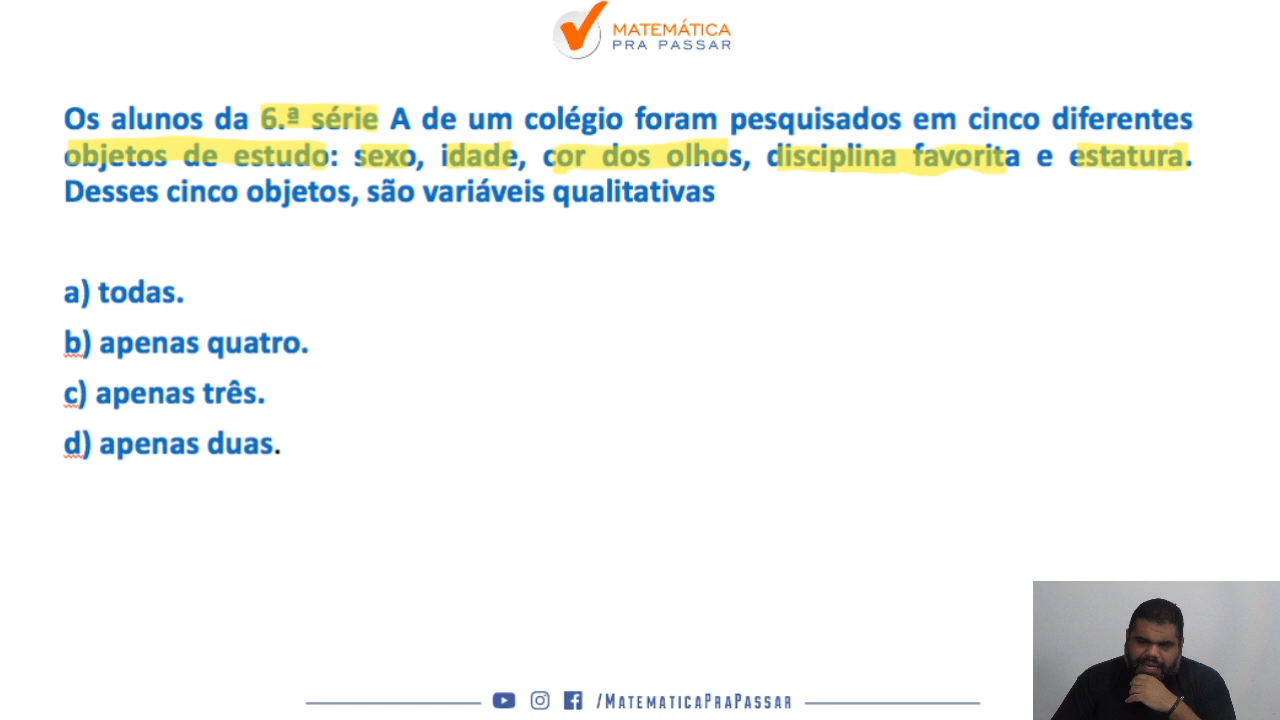 MATEMÁTICA
PRA PASSAR
Os alunos da 6.ª série A de um colégio foram pesquisados em cinco diferentes
objetos de estudo: sexo, idade, cor dos olhos, disciplina favorita e estatura.
Desses cinco objetos, são variáveis qualitativas
a) todas.
b) apenas quatro.
c) apenas três.
d) apenas duas.
/MATEMATICAPRAPASSAR